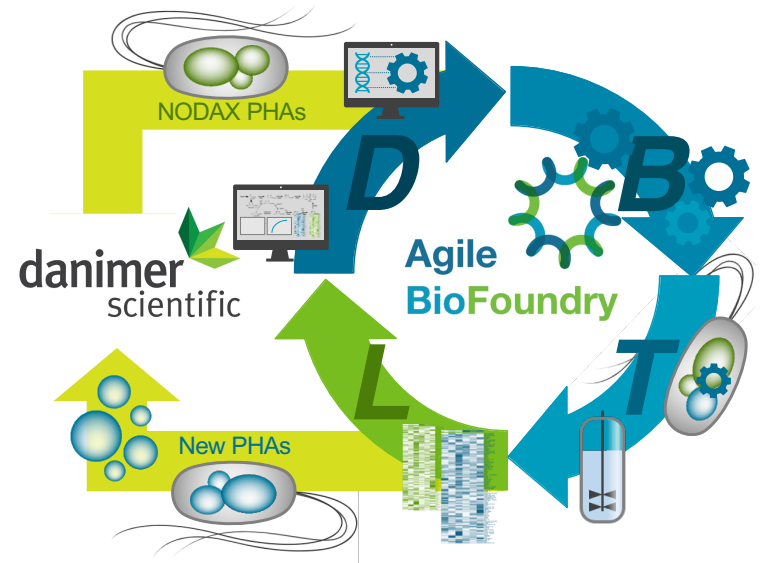 NODAX PHAs
D
B
danimer
scientific
Agile
BioFoundry
L
T
New PHAs